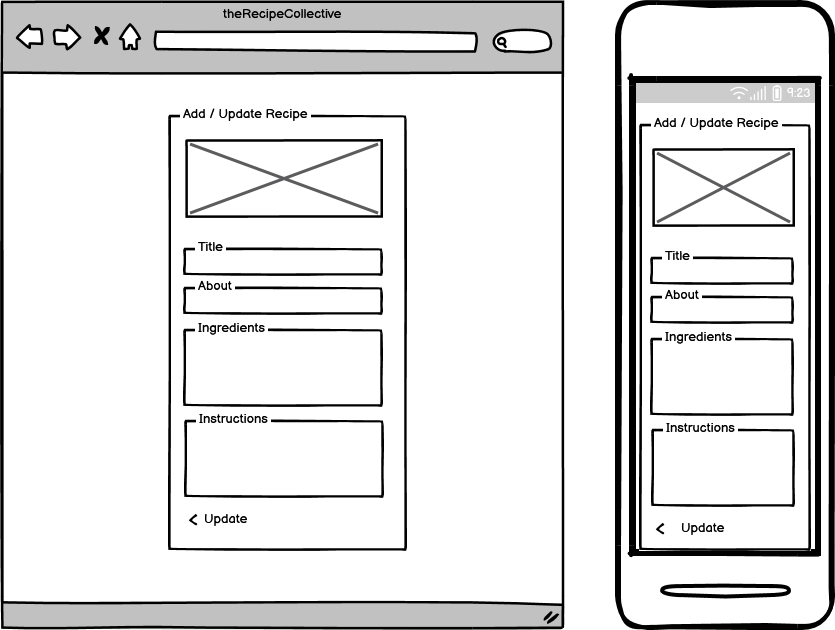 theRecipeCollective
Add / Update Recipe
Title
About
Ingredients
Instructions
< Update
9:23
Add / Update Recipe
Title
About
Ingredients
Instructions
< Update